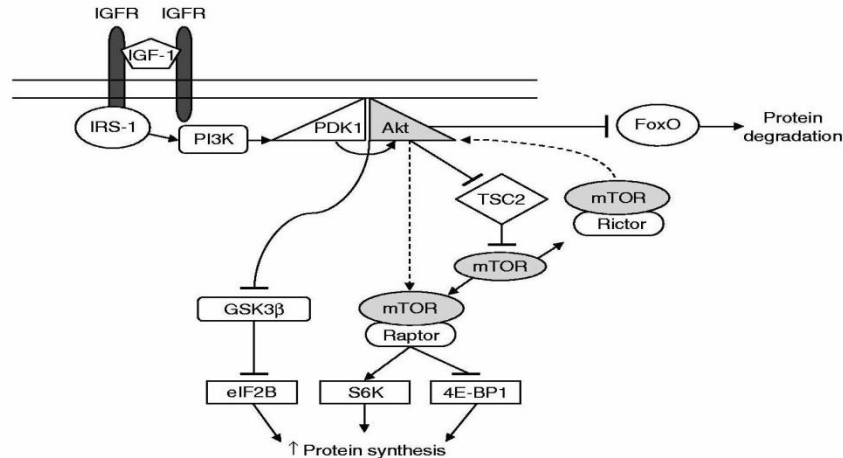 IGFR IGFR
IGF-1
IRS-1
PI3K
PDK1
Akt
FoxO
Protein
degradation
TSC2
mTOR
Rictor
mTOR
GSK3β
mTOR
Raptor
eIF2B
S6K
4E-BP1
↑ Protein synthesis